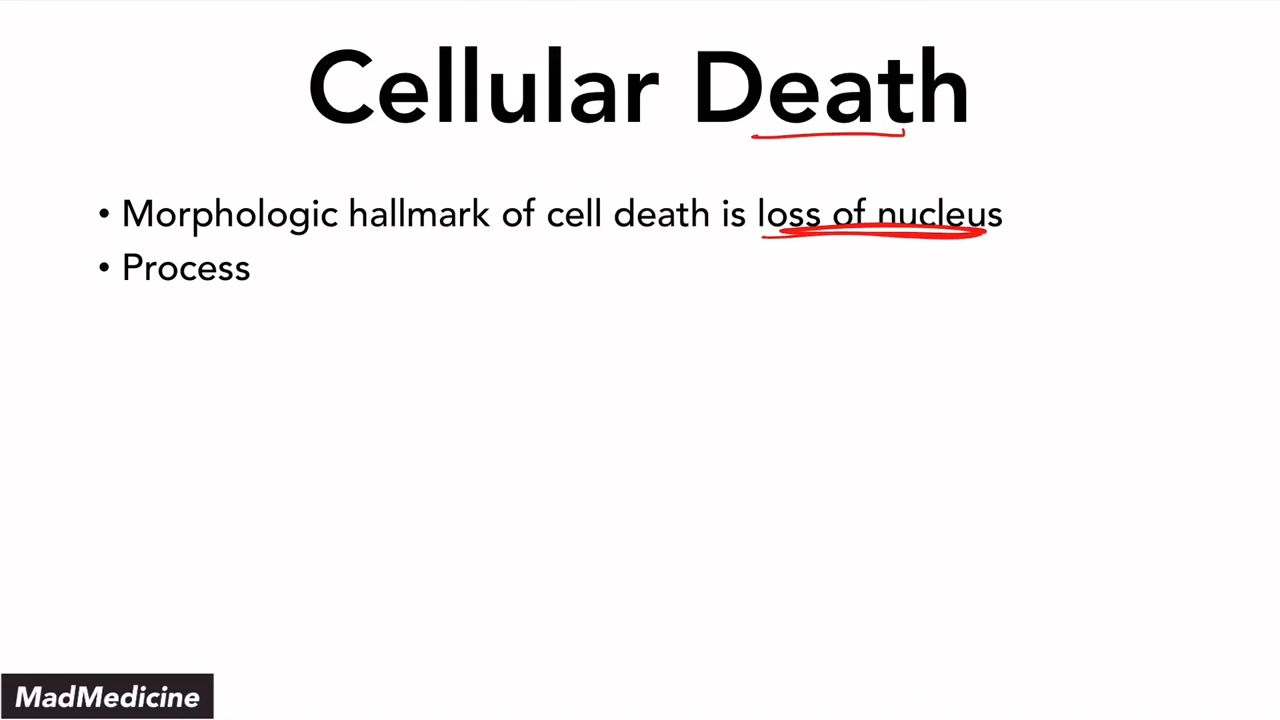 Cellular Death
• Morphologic hallmark of cell death is loss of nucleus
• Process
MadMedicine